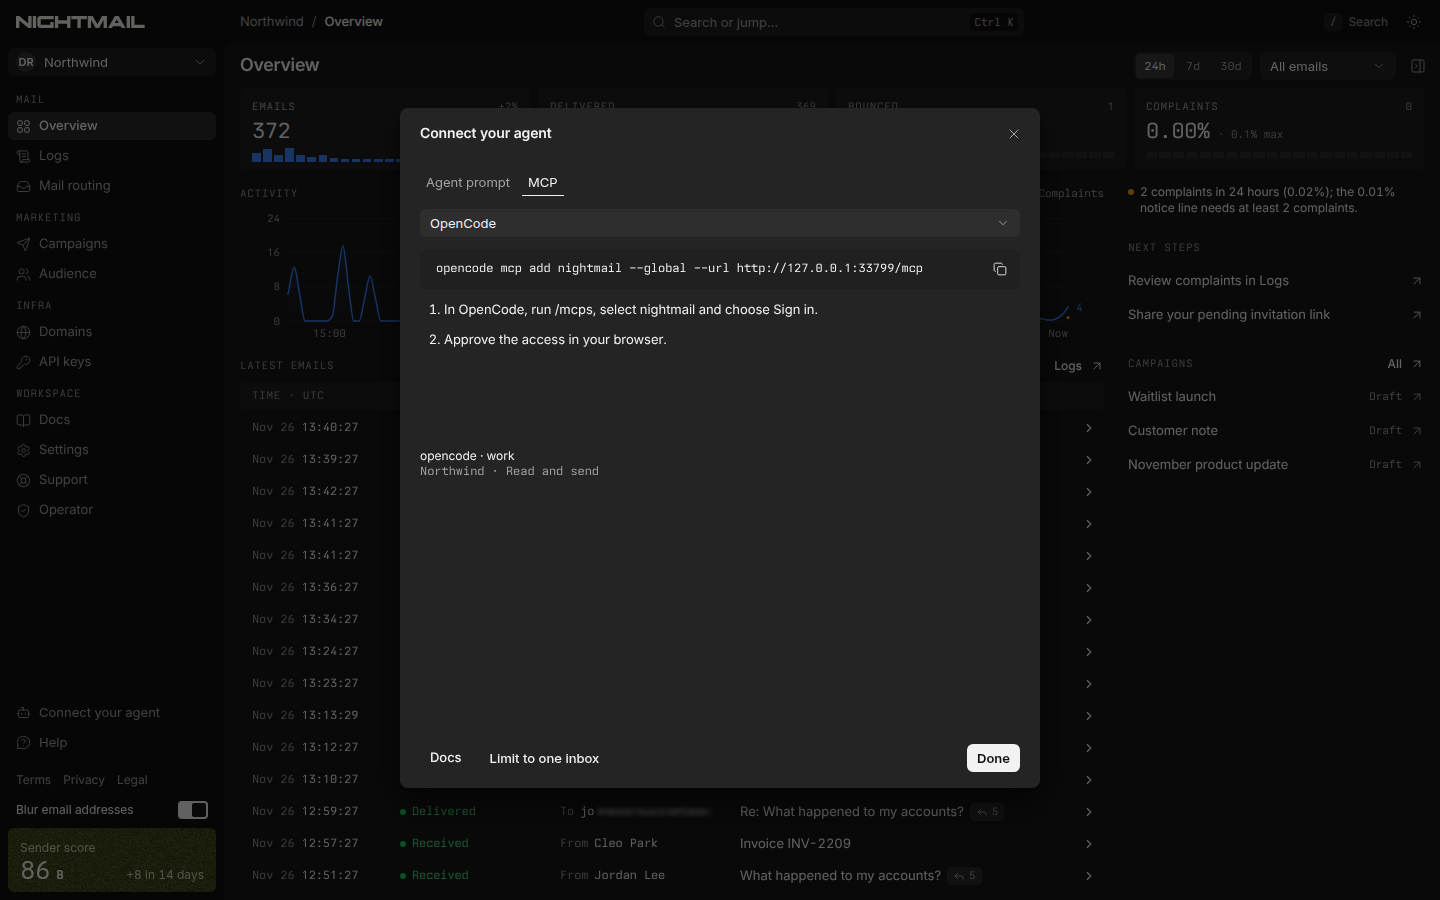 NIGHTMAIL
Northwind / Overview
Search or jump... Ctrl K
/ Search
DR Northwind
Overview
24h 7d 30d All emails
MAIL
Overview
Logs
Mail routing
MARKETING
Campaigns
Audience
INFRA
Domains
API keys
WORKSPACE
Docs
Settings
Support
Operator
Connect your agent
Help
Terms Privacy Legal
Blur email addresses
Sender score
86 B +8 in 14 days
EMAILS +2%
372
DELIVERED 369
BOUNCED 1
COMPLAINTS 0
0.00% · 0.1% max
ACTIVITY
Complaints
24
16
8
0
15:00
4
Now
LATEST EMAILS
Logs
TIME · UTC
Nov 26 13:40:27
Nov 26 13:39:27
Nov 26 13:42:27
Nov 26 13:41:27
Nov 26 13:41:27
Nov 26 13:36:27
Nov 26 13:34:27
Nov 26 13:24:27
Nov 26 13:23:27
Nov 26 13:13:29
Nov 26 13:12:27
Nov 26 13:10:27
Nov 26 12:59:27 Delivered To jo Re: What happened to my accounts? 5
Nov 26 12:57:27 Received From Cleo Park Invoice INV-2209
Nov 26 12:51:27 Received From Jordan Lee What happened to my accounts? 5
2 complaints in 24 hours (0.02%); the 0.01%
notice line needs at least 2 complaints.
NEXT STEPS
Review complaints in Logs
Share your pending invitation link
CAMPAIGNS All
Waitlist launch Draft
Customer note Draft
November product update Draft
Connect your agent
Agent prompt MCP
OpenCode
opencode mcp add nightmail --global --url http://127.0.0.1:33799/mcp
1. In OpenCode, run /mcps, select nightmail and choose Sign in.
2. Approve the access in your browser.
opencode · work
Northwind · Read and send
Docs Limit to one inbox Done